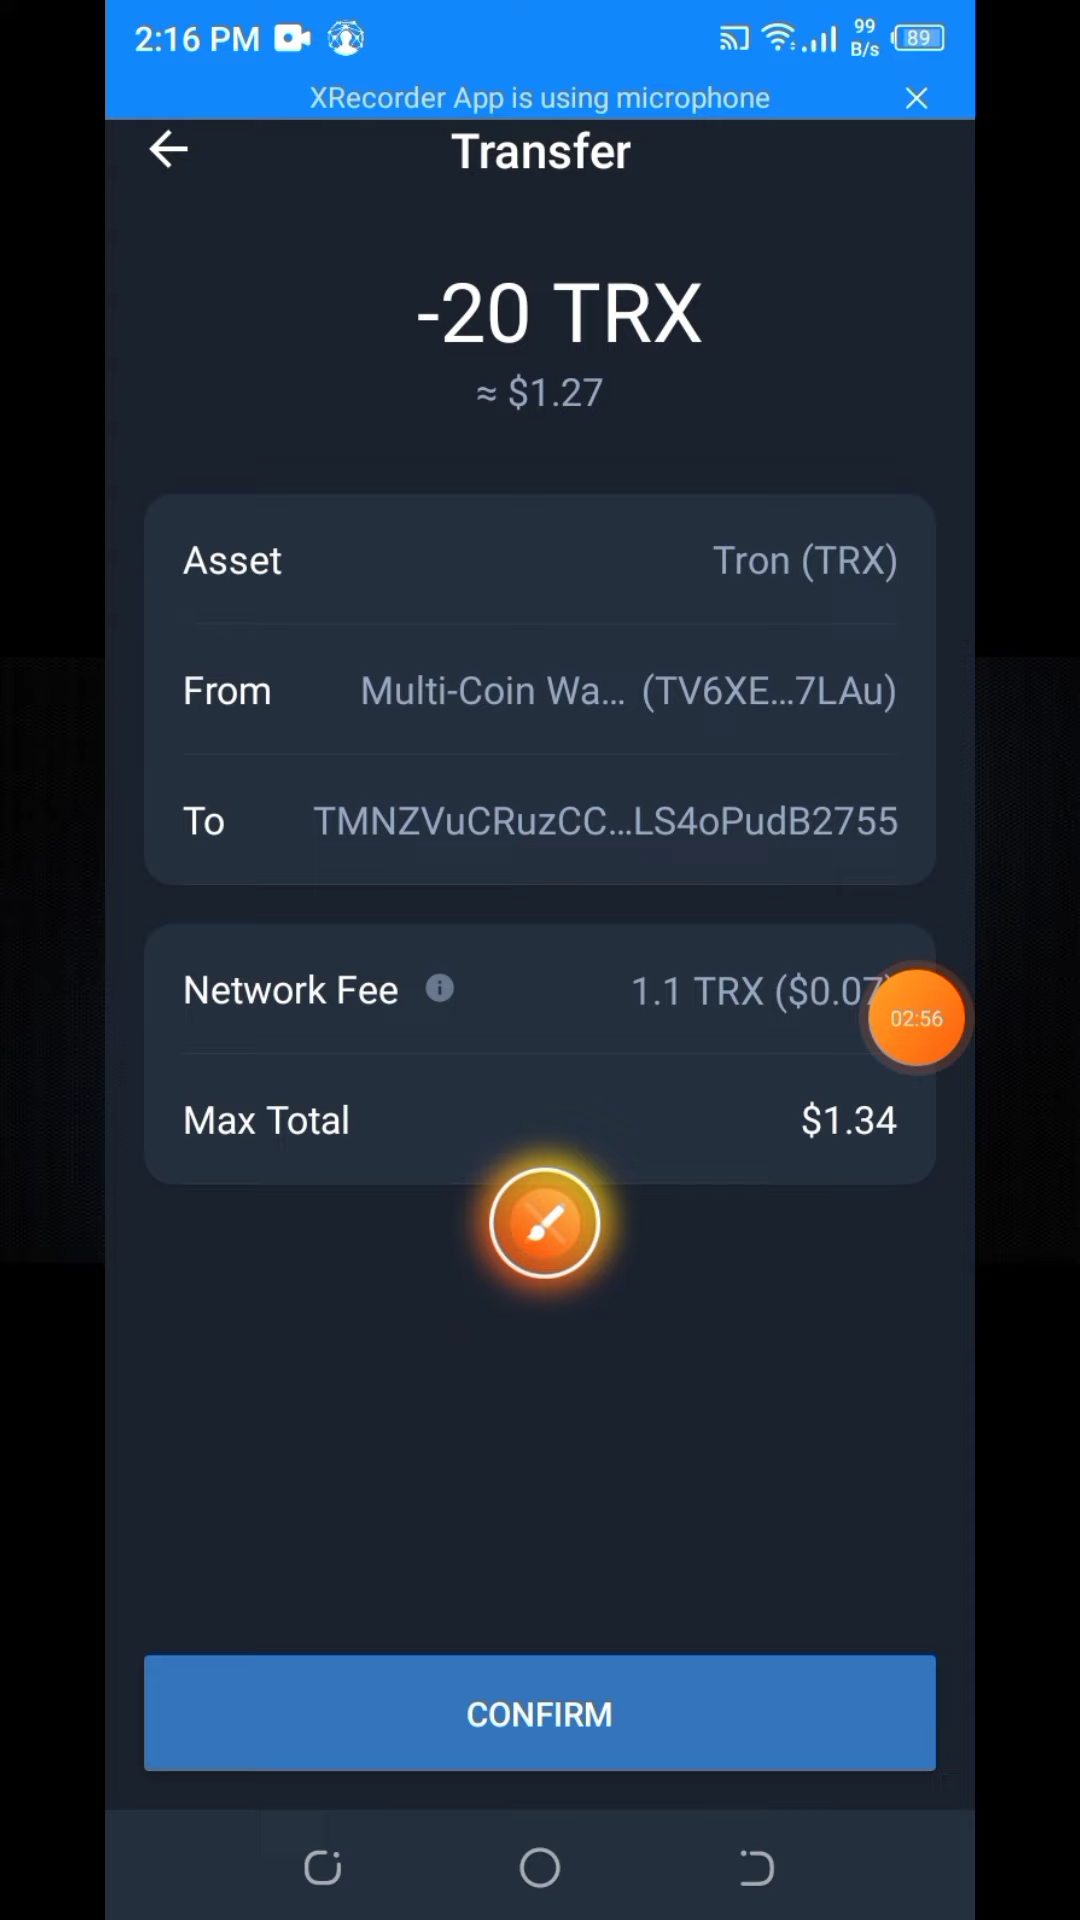 2:16 PM 99 B/s 89
XRecorder App is using microphone
Transfer
-20 TRX
≈ $1.27
Asset Tron (TRX)
From Multi-Coin Wa... (TV6XE...7LAu)
To TMNZVuCRuzCC...LS4oPudB2755
Network Fee 1.1 TRX ($0.07
02:56
Max Total $1.34
CONFIRM